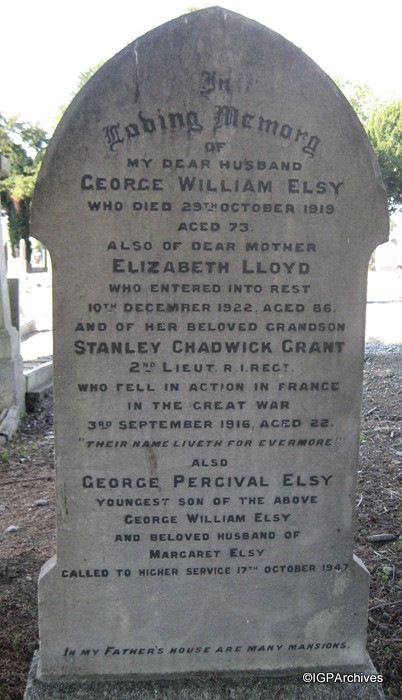 In
Loving Memory
OF
MY DEAR HUSBAND
GEORGE WILLIAM ELSY
WHO DIED 29TH OCTOBER 1919
AGED 73.
ALSO OF DEAR MOTHER
ELIZABETH LLOYD
WHO ENTERED INTO REST
10TH DECEMBER 1922. AGED 86.
AND OF HER BELOVED GRANDSON
STANLEY CHADWICK GRANT
2ND LIEUT. R.I.REGT.
WHO FELL IN ACTION IN FRANCE
IN THE GREAT WAR
3RD SEPTEMBER 1916, AGED 22.
"THEIR NAME LIVETH FOR EVERMORE"
ALSO
GEORGE PERCIVAL ELSY
YOUNGEST SON OF THE ABOVE
GEORGE WILLIAM ELSY
AND BELOVED HUSBAND OF
MARGARET ELSY
CALLED TO HIGHER SERVICE 17TH OCTOBER 1947
IN MY FATHER'S HOUSE ARE MANY MANSIONS.
©IGPArchives